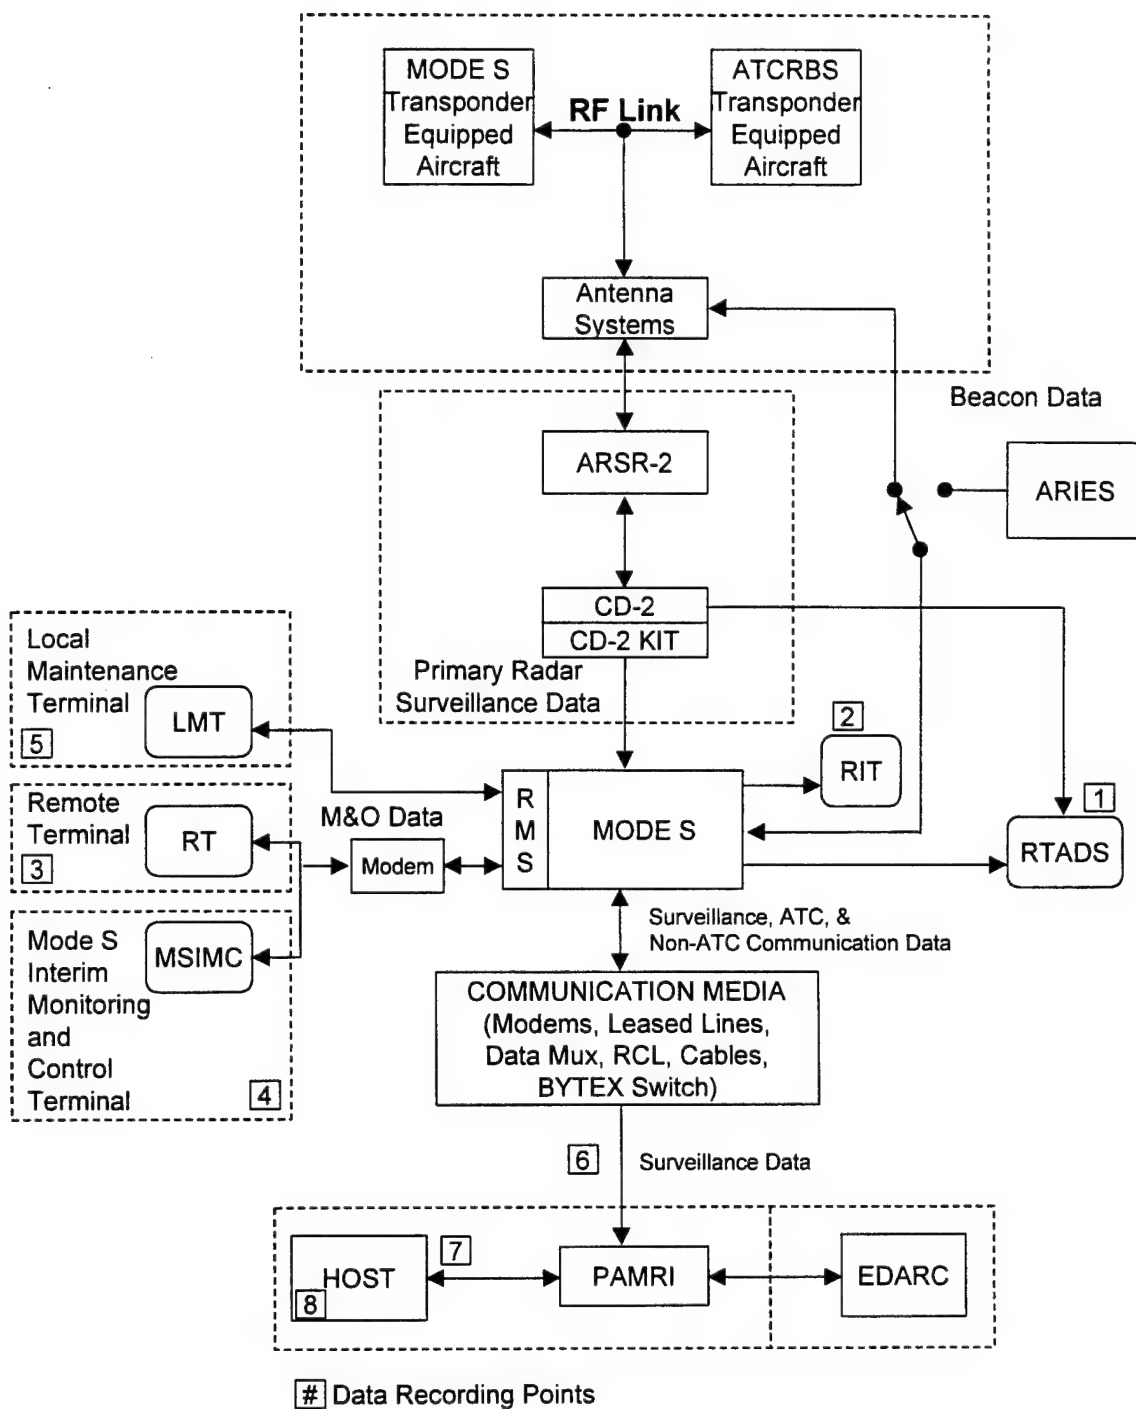 MODE S
Transponder
Equipped
Aircraft
RF Link
ATCRBS
Transponder
Equipped
Aircraft
Antenna
Systems
Beacon Data
ARSR-2
ARIES
CD-2
CD-2 KIT
Primary Radar
Surveillance Data
Local
Maintenance
Terminal
LMT
5
2
RIT
1
RTADS
Remote
Terminal
3
RT
M&O Data
Modem
R
M
S
MODE S
Mode S
Interim
Monitoring
and
Control
Terminal
MSIMC
4
Surveillance, ATC, &
Non-ATC Communication Data
COMMUNICATION MEDIA
(Modems, Leased Lines,
Data Mux, RCL, Cables,
BYTEX Switch)
6
Surveillance Data
HOST
8
7
PAMRI
EDARC
# Data Recording Points